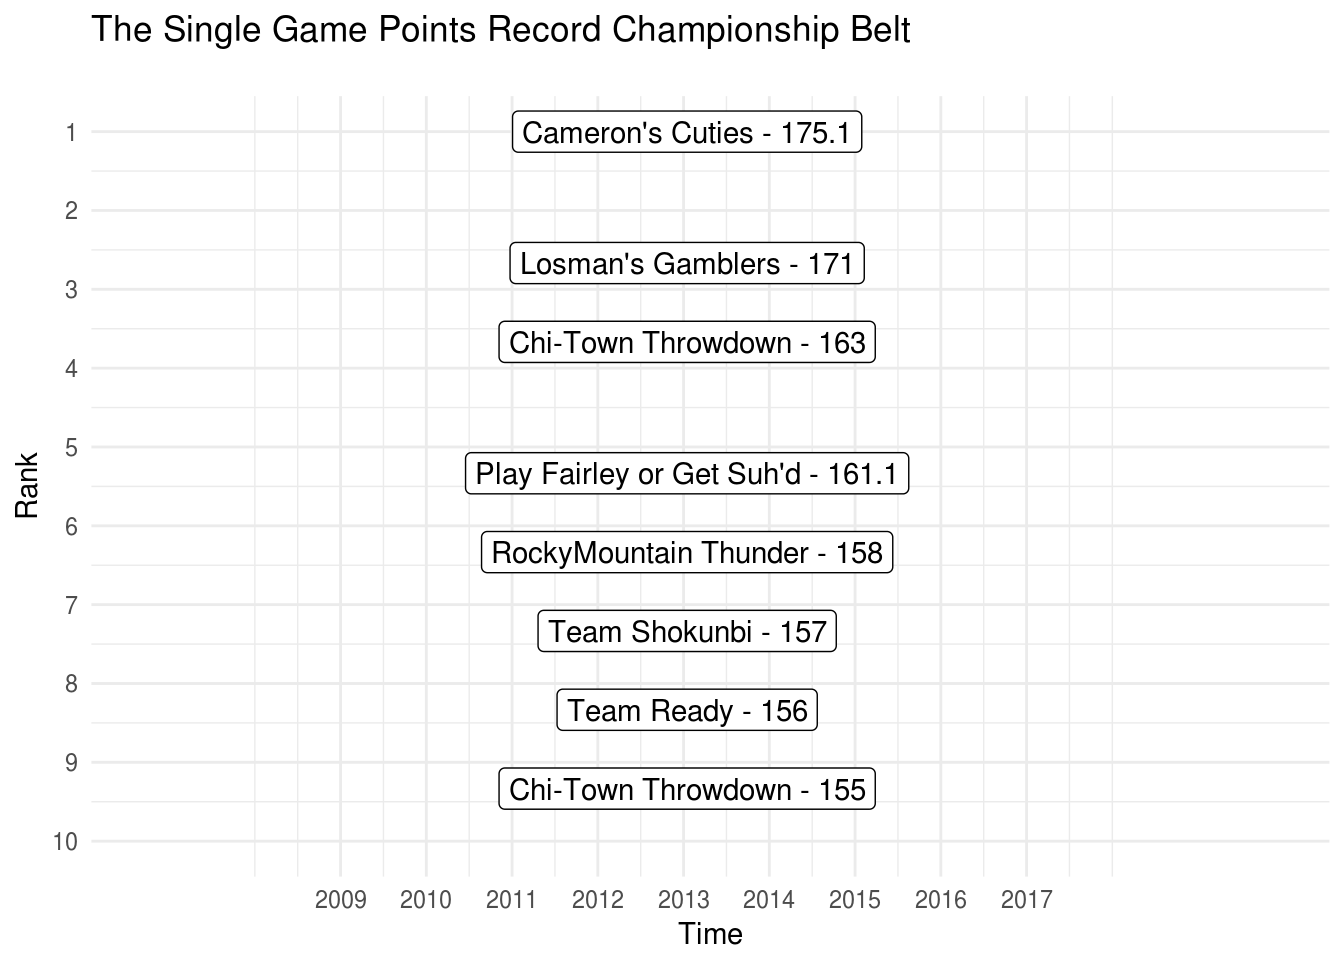 The Single Game Points Record Championship Belt
1
Cameron's Cuties - 175.1
2
Losman's Gamblers - 171
3
Chi-Town Throwdown - 163
4
5
Play Fairley or Get Suh'd - 161.1
Rank
6
RockyMountain Thunder - 158
7
Team Shokunbi - 157
8
Team Ready - 156
9
Chi-Town Throwdown - 155
10
2009 2010 2011 2012 2013 2014 2015 2016 2017
Time